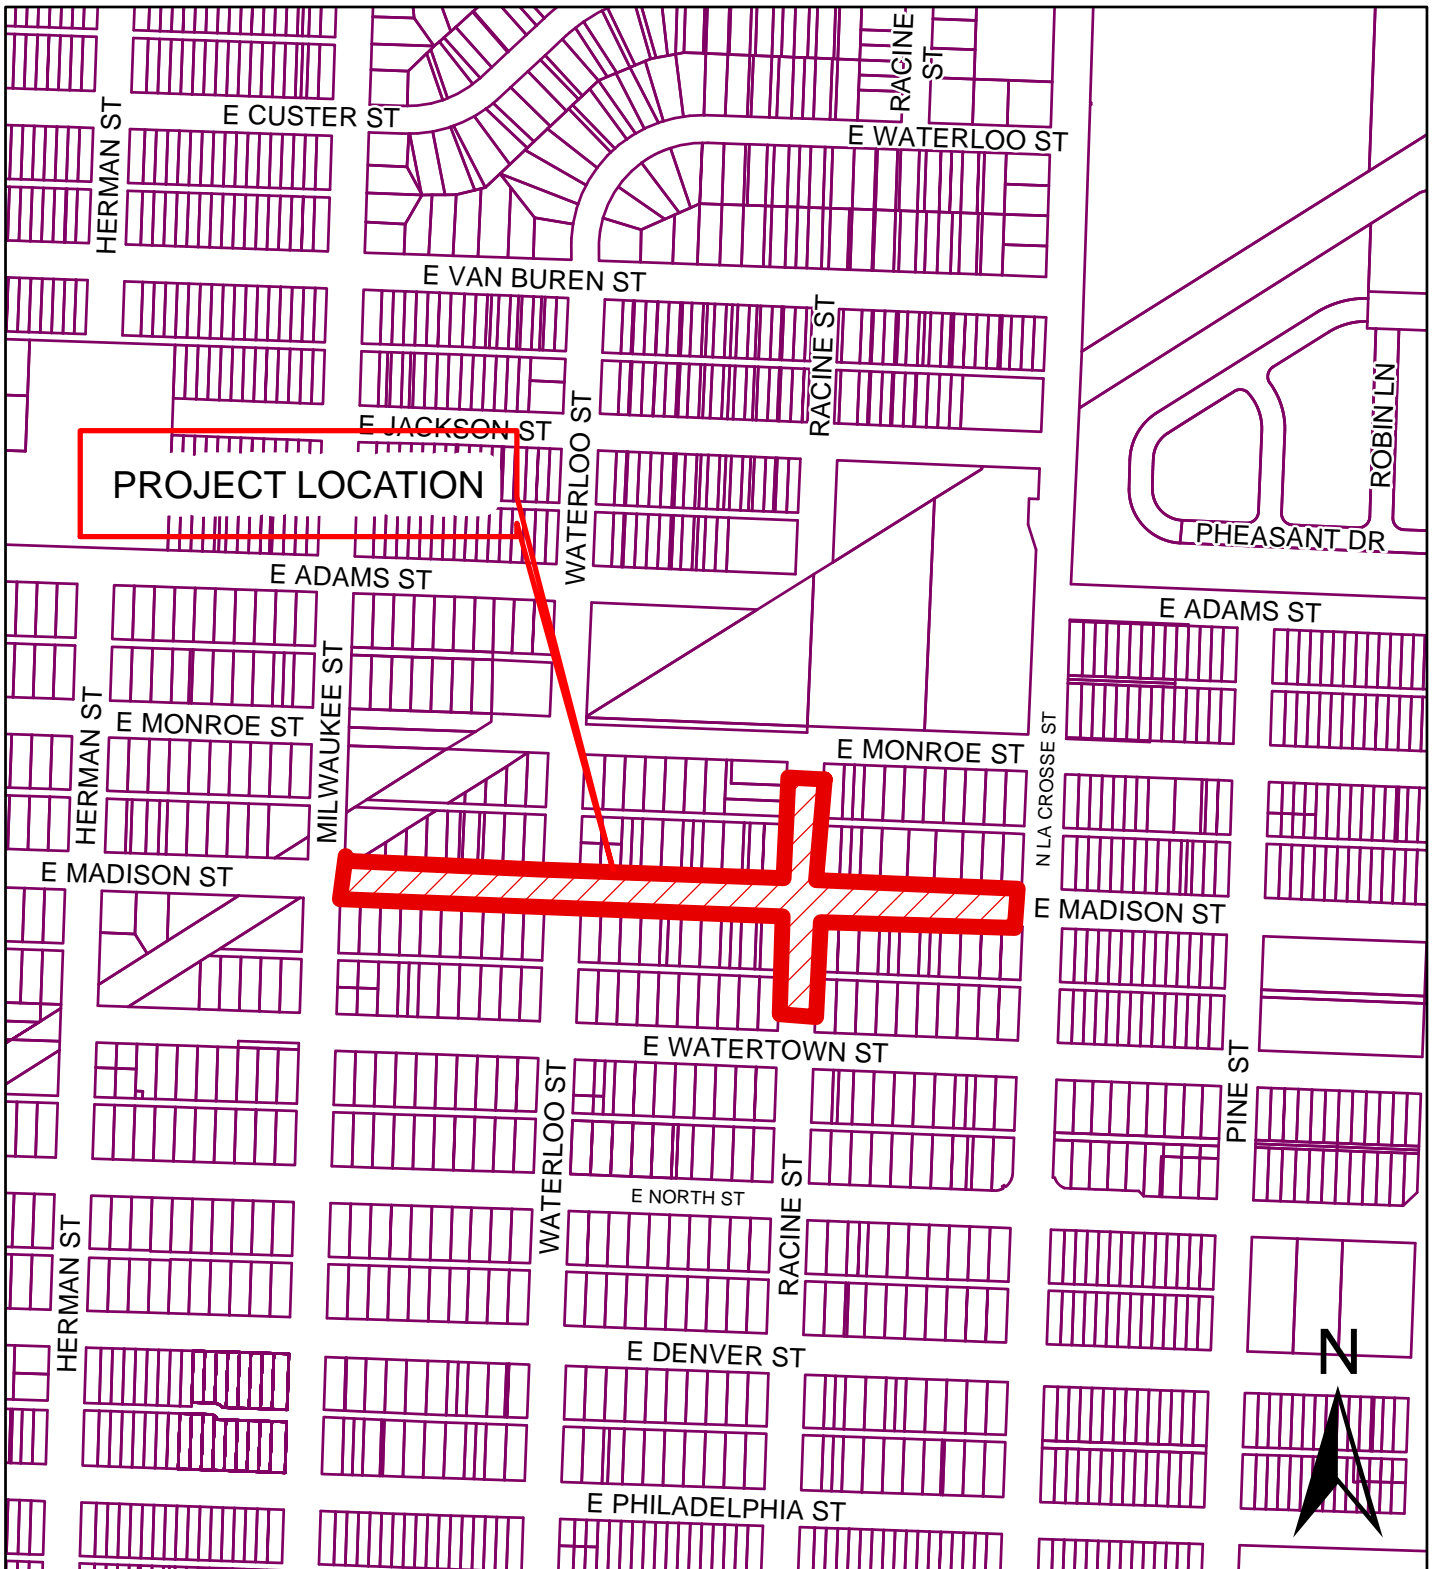 RACINE
ST
E CUSTER ST
HERMAN ST
E WATERLOO ST
E VAN BUREN ST
RACINE ST
ROBIN LN
E JACKSON ST
WATERLOO ST
PROJECT LOCATION
PHEASANT DR
E ADAMS ST
E ADAMS ST
MILWAUKEE ST
HERMAN ST
E MONROE ST
E MONROE ST
N LA CROSSE ST
E MADISON ST
E MADISON ST
E WATERTOWN ST
PINE ST
WATERLOO ST
RACINE ST
E NORTH ST
HERMAN ST
E DENVER ST
N
E PHILADELPHIA ST